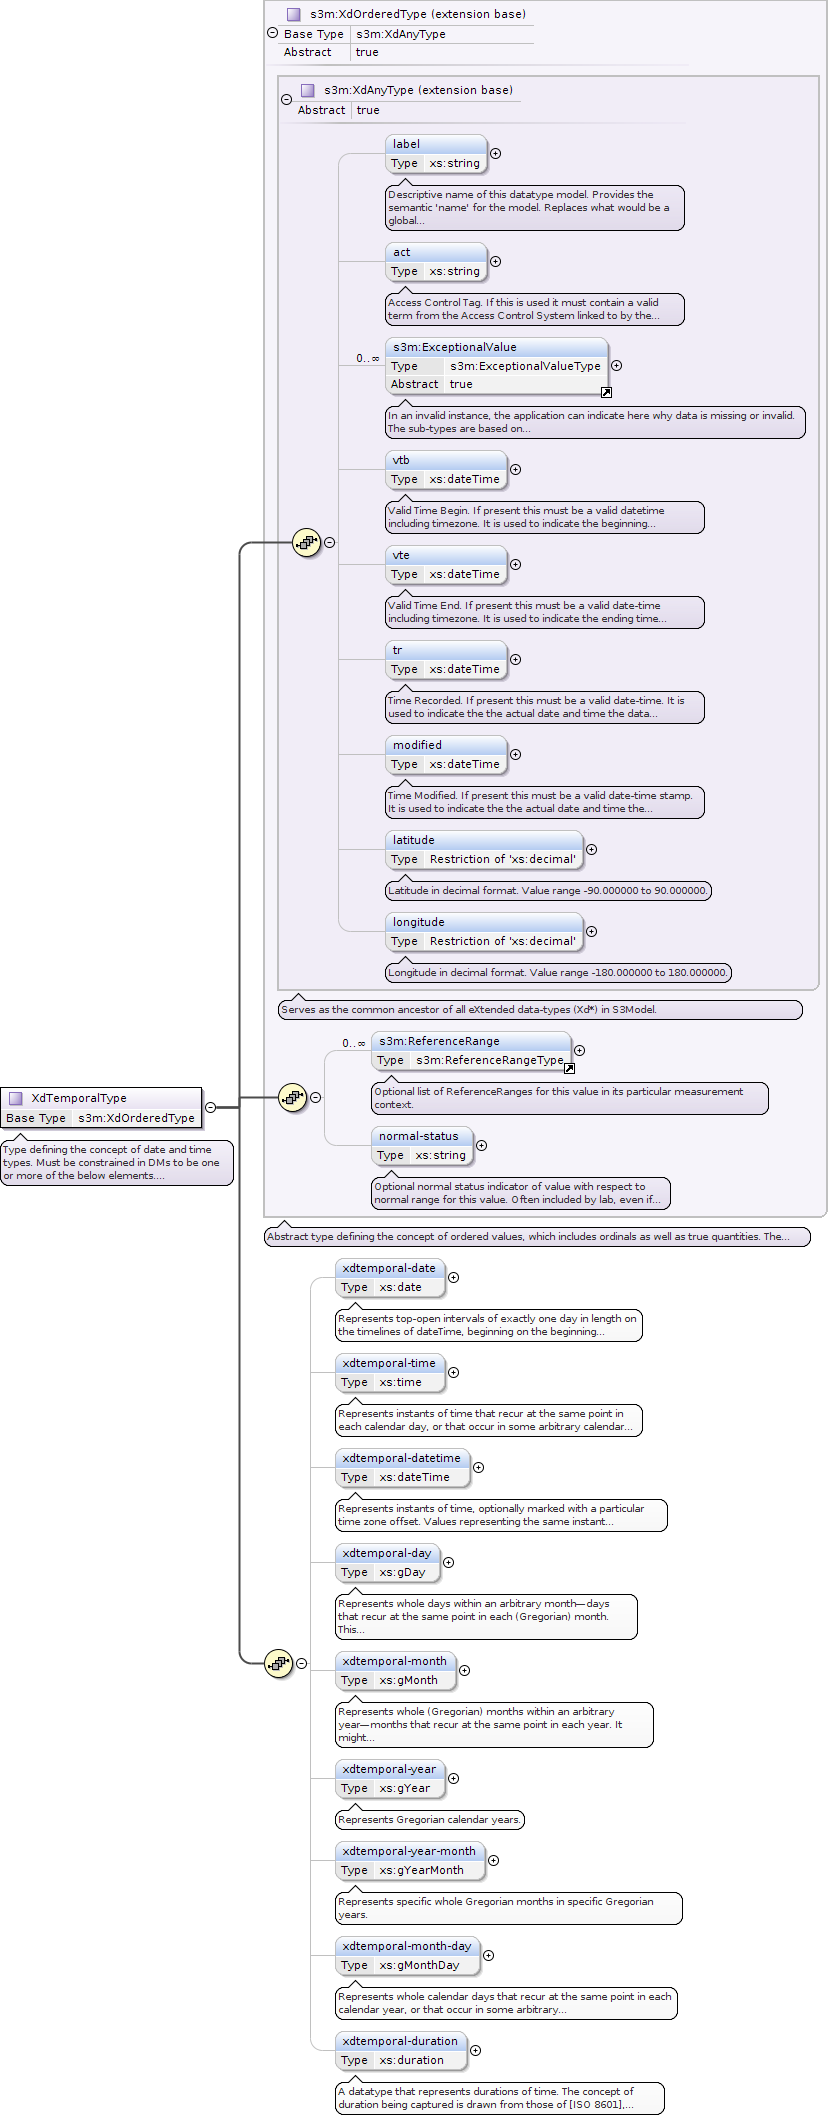 s3m:XdOrderedType (extension base)
Base Type s3m:XdAnyType
Abstract true
s3m:XdAnyType (extension base)
Abstract true
label
Type xs:string
Descriptive name of this datatype model. Provides the
semantic 'name' for the model. Replaces what would be a
global...
act
Type xs:string
Access Control Tag. If this is used it must contain a valid
term from the Access Control System linked to by the...
0..∞
s3m:ExceptionalValue
Type s3m:ExceptionalValueType
Abstract true
In an invalid instance, the application can indicate here why data is missing or invalid.
The sub-types are based on...
vtb
Type xs:dateTime
Valid Time Begin. If present this must be a valid datetime
including timezone. It is used to indicate the beginning...
vte
Type xs:dateTime
Valid Time End. If present this must be a valid date-time
including timezone. It is used to indicate the ending time...
tr
Type xs:dateTime
Time Recorded. If present this must be a valid date-time. It is
used to indicate the the actual date and time the data...
modified
Type xs:dateTime
Time Modified. If present this must be a valid date-time stamp.
It is used to indicate the the actual date and time the...
latitude
Type Restriction of 'xs:decimal'
Latitude in decimal format. Value range -90.000000 to 90.000000.
longitude
Type Restriction of 'xs:decimal'
Longitude in decimal format. Value range -180.000000 to 180.000000.
Serves as the common ancestor of all eXtended data-types (Xd*) in S3Model.
0..∞
s3m:ReferenceRange
Type s3m:ReferenceRangeType
Optional list of ReferenceRanges for this value in its particular measurement
context.
XdTemporalType
Base Type s3m:XdOrderedType
Type defining the concept of date and time
types. Must be constrained in DMs to be one
or more of the below elements....
normal-status
Type xs:string
Optional normal status indicator of value with respect to
normal range for this value. Often included by lab, even if...
Abstract type defining the concept of ordered values, which includes ordinals as well as true quantities. The...
xdtemporal-date
Type xs:date
Represents top-open intervals of exactly one day in length on
the timelines of dateTime, beginning on the beginning...
xdtemporal-time
Type xs:time
Represents instants of time that recur at the same point in
each calendar day, or that occur in some arbitrary calendar...
xdtemporal-datetime
Type xs:dateTime
Represents instants of time, optionally marked with a particular
time zone offset. Values representing the same instant...
xdtemporal-day
Type xs:gDay
Represents whole days within an arbitrary month—days
that recur at the same point in each (Gregorian) month.
This...
xdtemporal-month
Type xs:gMonth
Represents whole (Gregorian) months within an arbitrary
year—months that recur at the same point in each year. It
might...
xdtemporal-year
Type xs:gYear
Represents Gregorian calendar years.
xdtemporal-year-month
Type xs:gYearMonth
Represents specific whole Gregorian months in specific Gregorian
years.
xdtemporal-month-day
Type xs:gMonthDay
Represents whole calendar days that recur at the same point in each
calendar year, or that occur in some arbitrary...
xdtemporal-duration
Type xs:duration
A datatype that represents durations of time. The concept of
duration being captured is drawn from those of [ISO 8601],...